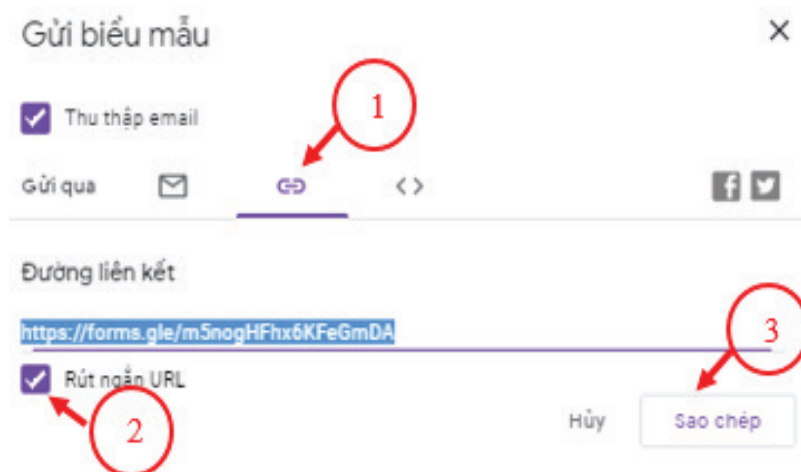 Gửi biểu mẫu
1
Thu thập email
Gửi qua
Đường liên kết
https://forms.gle/m5nogHFhx6KFeGmDA
3
Rút ngắn URL
2
Hủy Sao chép